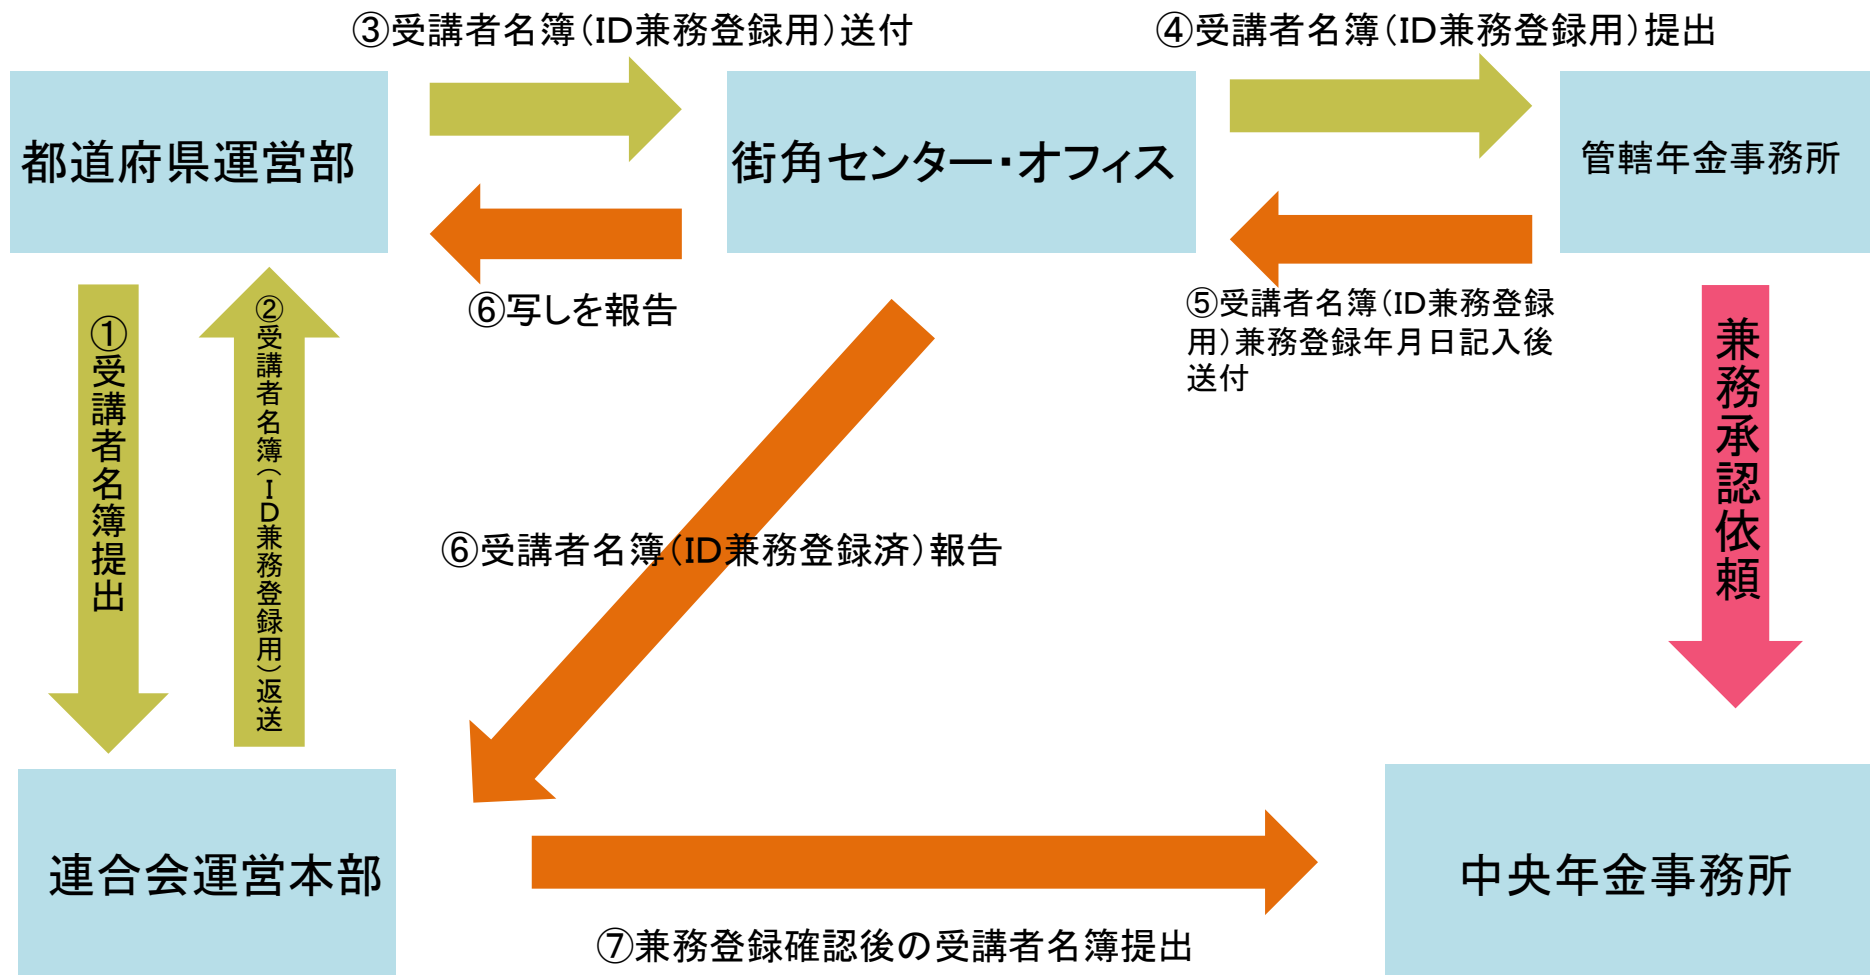 ③受講者名簿（ID兼務登録用）送付
④受講者名簿（ID兼務登録用）提出
都道府県運営部
街角センター・オフィス
管轄年金事務所
⑥写しを報告
⑤受講者名簿（ID兼務登録
用）兼務登録年月日記入後
送付
①受講者名簿提出
②受講者名簿（ID兼務登録用）返送
兼務承認依頼
⑥受講者名簿（ID兼務登録済）報告
連合会運営本部
中央年金事務所
⑦兼務登録確認後の受講者名簿提出